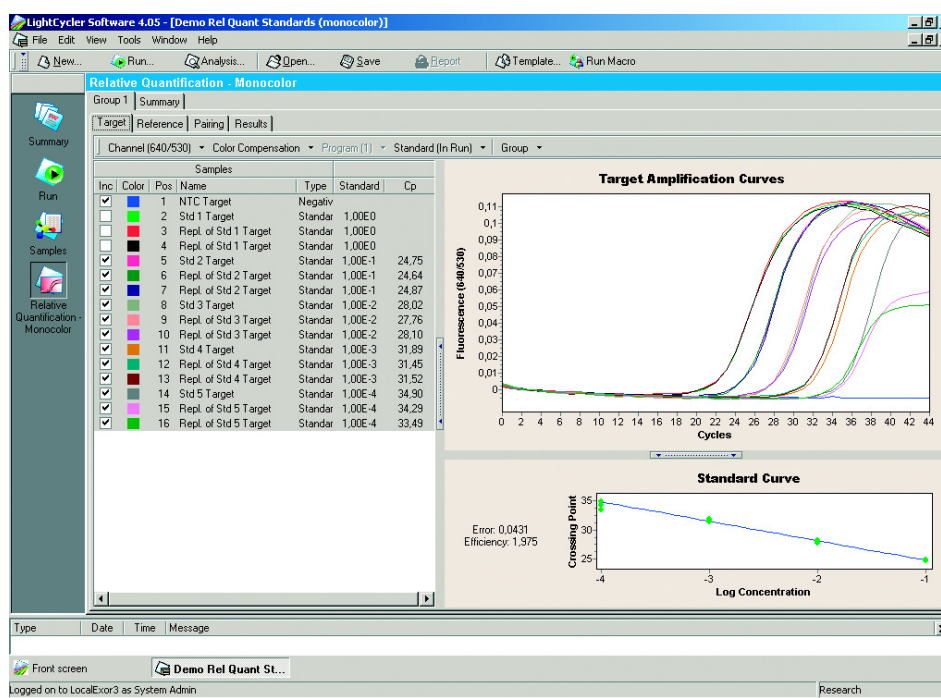 LightCycler Software 4.05 - [Demo Rel Quant Standards (monocolor)]
File Edit View Tools Window Help
New... Run... Analysis... Open... Save Report Template... Run Macro
Relative Quantification - Monocolor
Group 1 Summary
Target Reference Pairing Results
Channel (640/530) Color Compensation Program (1) Standard (In Run) Group
Summary
Run
Samples
Relative
Quantification -
Monocolor
Samples
Inc Color Pos Name Type Standard Cp
1 NTC Target Negativ
2 Std 1 Target Standar 1,00E0
3 Repl. of Std 1 Target Standar 1,00E0
4 Repl. of Std 1 Target Standar 1,00E0
5 Std 2 Target Standar 1,00E-1 24,75
6 Repl. of Std 2 Target Standar 1,00E-1 24,64
7 Repl. of Std 2 Target Standar 1,00E-1 24,87
8 Std 3 Target Standar 1,00E-2 28,02
9 Repl. of Std 3 Target Standar 1,00E-2 27,76
10 Repl. of Std 3 Target Standar 1,00E-2 28,10
11 Std 4 Target Standar 1,00E-3 31,89
12 Repl. of Std 4 Target Standar 1,00E-3 31,45
13 Repl. of Std 4 Target Standar 1,00E-3 31,52
14 Std 5 Target Standar 1,00E-4 34,90
15 Repl. of Std 5 Target Standar 1,00E-4 34,29
16 Repl. of Std 5 Target Standar 1,00E-4 33,49
Target Amplification Curves
Fluorescence (640/530)
0,11
0,1
0,09
0,08
0,07
0,06
0,05
0,04
0,03
0,02
0,01
0
0 2 4 6 8 10 12 14 16 18 20 22 24 26 28 30 32 34 36 38 40 42 44
Cycles
Standard Curve
Error: 0,0431
Efficiency: 1,975
Crossing Point
35
30
25
-4 -3 -2 -1
Log Concentration
Type Date Time Message
Front screen Demo Rel Quant St...
Logged on to LocalExor3 as System Admin Research